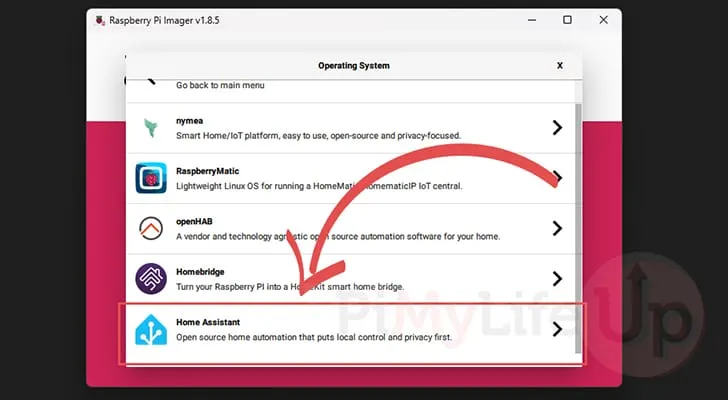 Raspberry Pi Imager v1.8.5
Operating System
X
Go back to main menu
nymea
Smart Home/IoT platform, easy to use, open-source and privacy-focused.
RaspberryMatic
Lightweight Linux OS for running a HomeMatic/HomematicIP IoT central.
openHAB
A vendor and technology agnostic open source automation software for your home.
Homebridge
Turn your Raspberry PI into a HomeKit smart home bridge.
Home Assistant
Open source home automation that puts local control and privacy first.
PiMyLifeUp